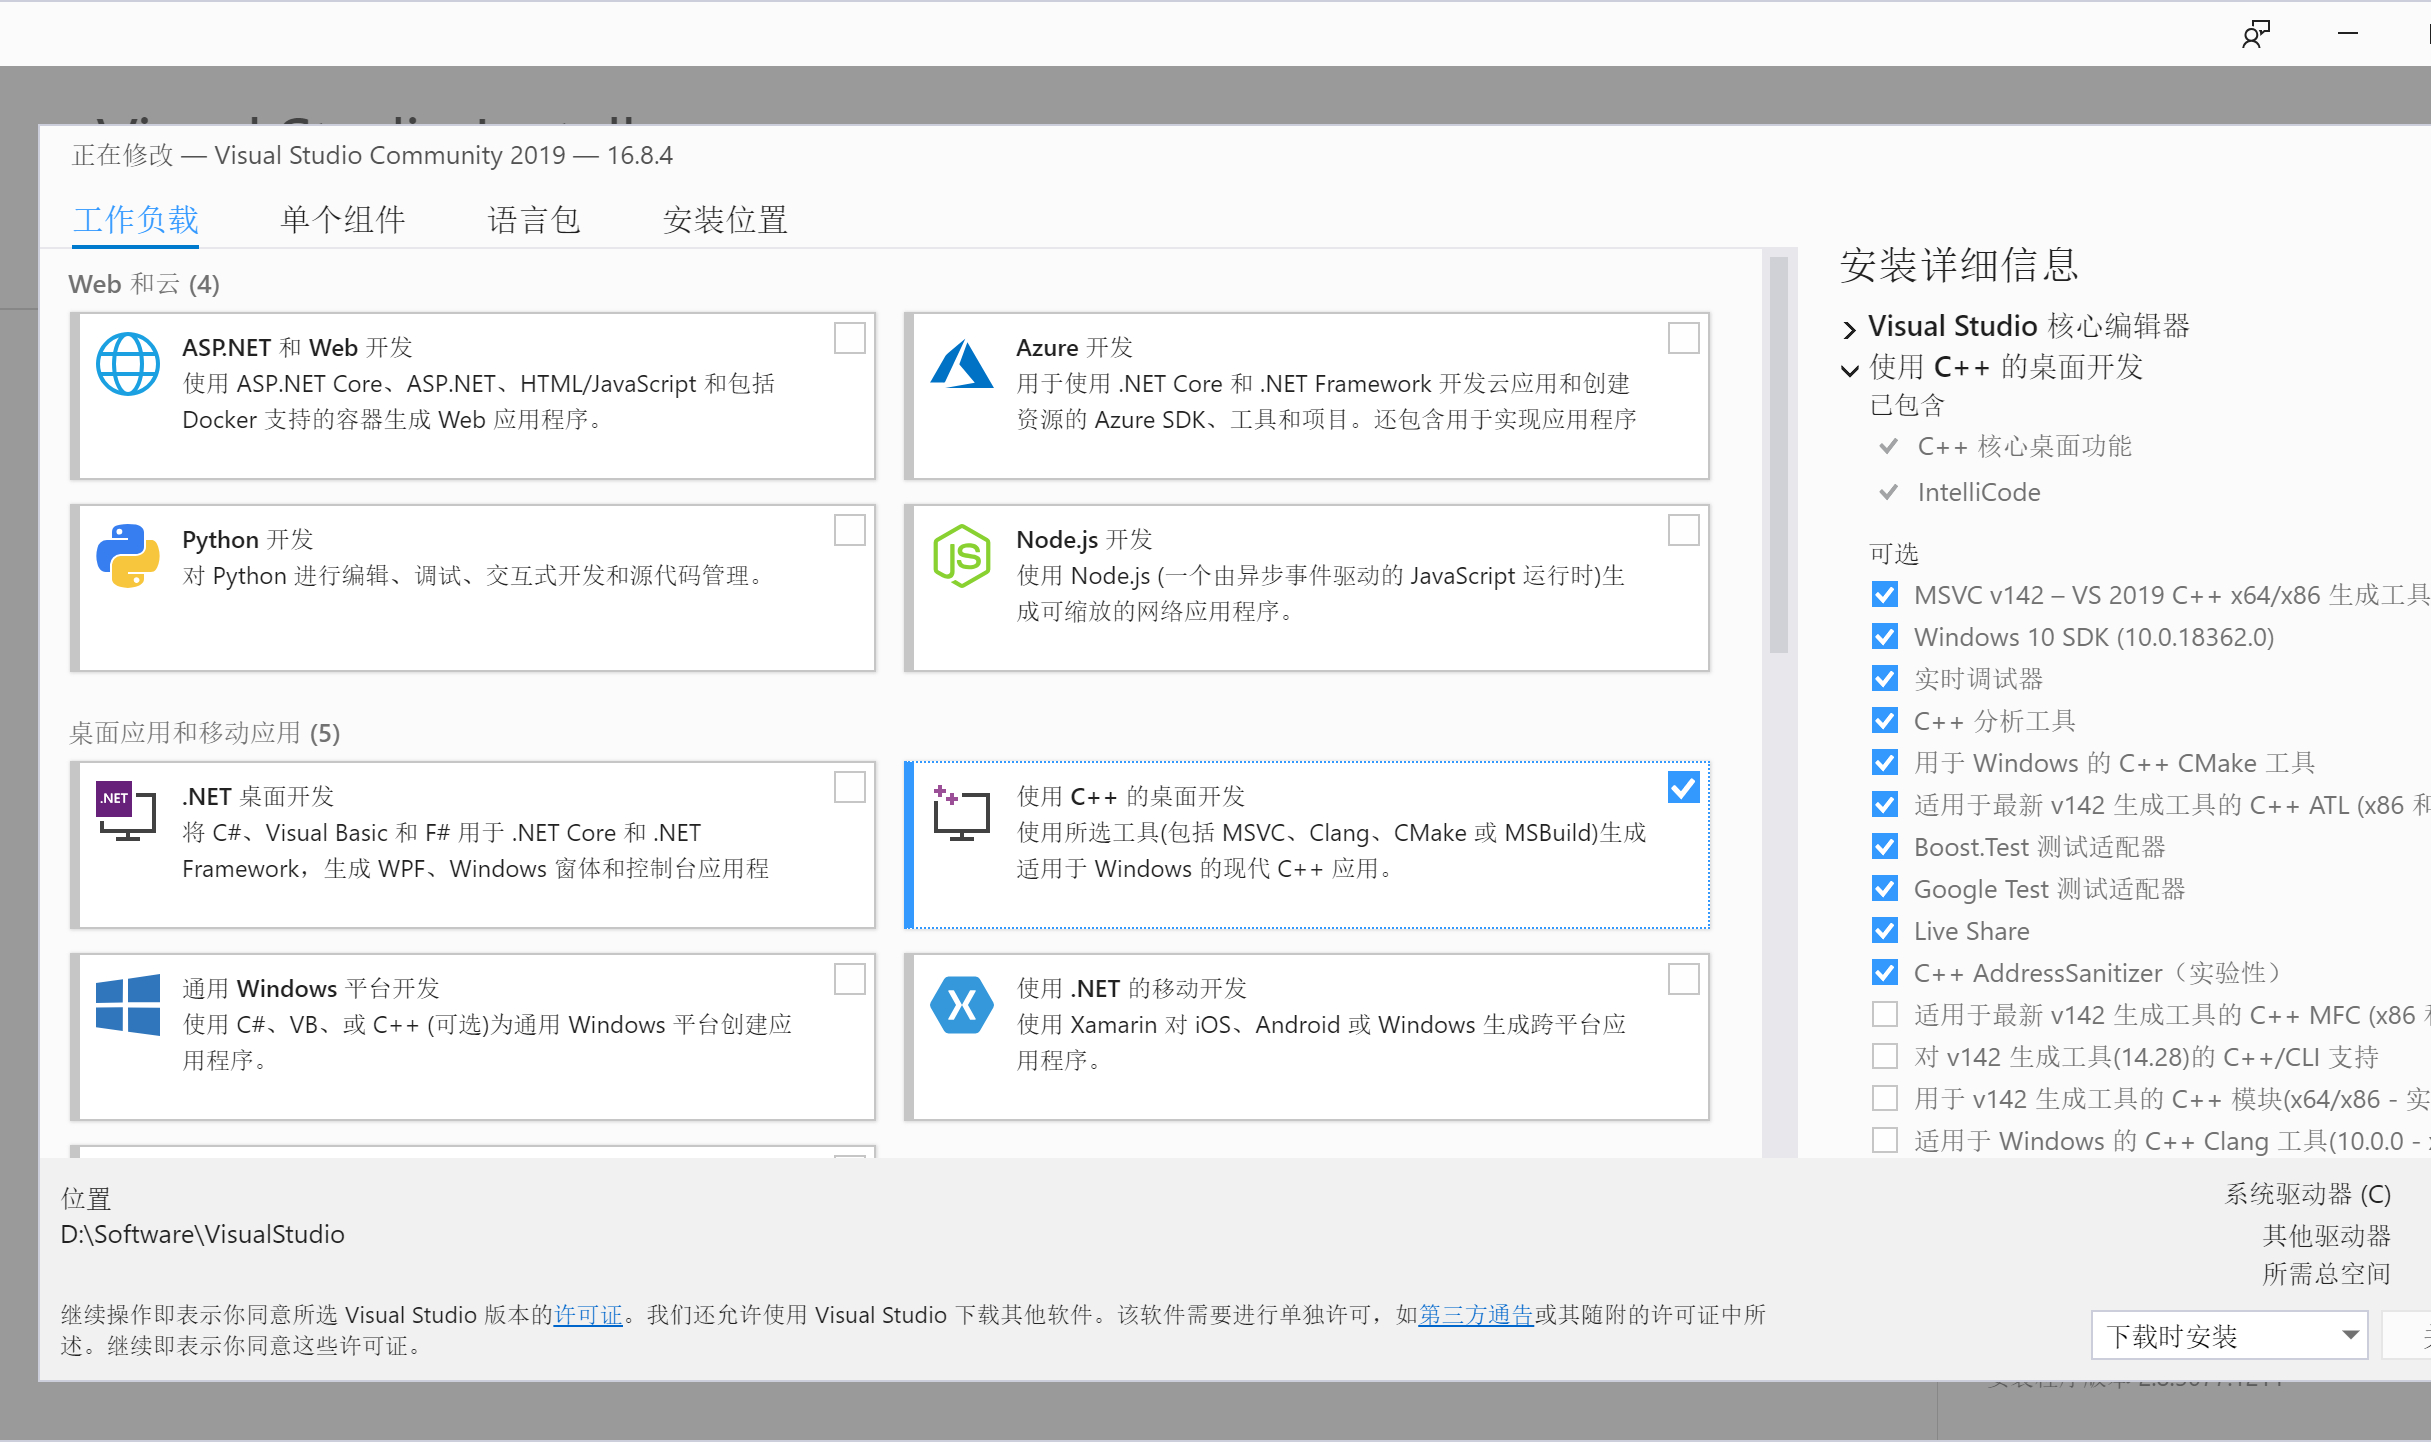 正在修改 — Visual Studio Community 2019 — 16.8.4
工作负载 单个组件 语言包 安装位置
Web 和云 (4)
ASP.NET 和 Web 开发
使用 ASP.NET Core、ASP.NET、HTML/JavaScript 和包括
Docker 支持的容器生成 Web 应用程序。
Azure 开发
用于使用 .NET Core 和 .NET Framework 开发云应用和创建
资源的 Azure SDK、工具和项目。还包含用于实现应用程序
Python 开发
对 Python 进行编辑、调试、交互式开发和源代码管理。
Node.js 开发
使用 Node.js (一个由异步事件驱动的 JavaScript 运行时)生
成可缩放的网络应用程序。
桌面应用和移动应用 (5)
.NET
.NET 桌面开发
将 C#、Visual Basic 和 F# 用于 .NET Core 和 .NET
Framework，生成 WPF、Windows 窗体和控制台应用程
使用 C++ 的桌面开发
使用所选工具(包括 MSVC、Clang、CMake 或 MSBuild)生成
适用于 Windows 的现代 C++ 应用。
通用 Windows 平台开发
使用 C#、VB、或 C++ (可选)为通用 Windows 平台创建应
用程序。
使用 .NET 的移动开发
使用 Xamarin 对 iOS、Android 或 Windows 生成跨平台应
用程序。
安装详细信息
Visual Studio 核心编辑器
使用 C++ 的桌面开发
已包含
C++ 核心桌面功能
IntelliCode
可选
MSVC v142 – VS 2019 C++ x64/x86 生成工具
Windows 10 SDK (10.0.18362.0)
实时调试器
C++ 分析工具
用于 Windows 的 C++ CMake 工具
适用于最新 v142 生成工具的 C++ ATL (x86 和
Boost.Test 测试适配器
Google Test 测试适配器
Live Share
C++ AddressSanitizer（实验性）
适用于最新 v142 生成工具的 C++ MFC (x86
对 v142 生成工具(14.28)的 C++/CLI 支持
用于 v142 生成工具的 C++ 模块(x64/x86 - 实
适用于 Windows 的 C++ Clang 工具(10.0.0 -
位置
D:\Software\VisualStudio
系统驱动器 (C)
其他驱动器
所需总空间
继续操作即表示你同意所选 Visual Studio 版本的许可证。我们还允许使用 Visual Studio 下载其他软件。该软件需要进行单独许可，如第三方通告或其随附的许可证中所
述。继续即表示你同意这些许可证。
下载时安装